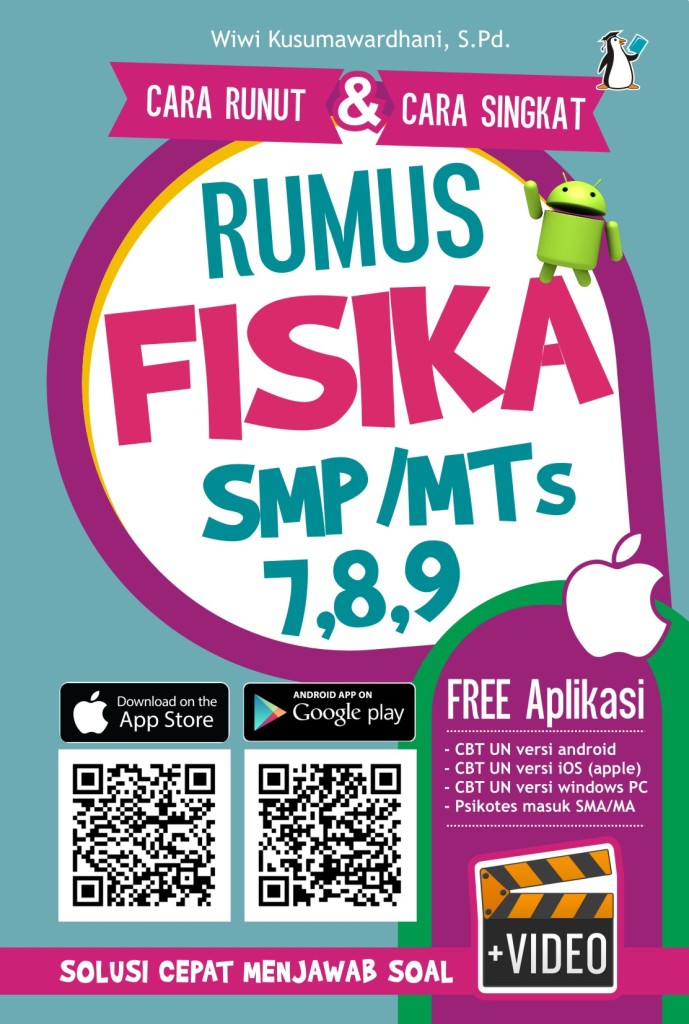 Wiwi Kusumawardhani, S.Pd.
CARA RUNUT & CARA SINGKAT
RUMUS
FISIKA
SMP/MTs
7,8,9
Download on the
App Store
ANDROID APP ON
Google play
FREE Aplikasi
- CBT UN versi android
- CBT UN versi iOS (apple)
- CBT UN versi windows PC
- Psikotes masuk SMA/MA
+VIDEO
SOLUSI CEPAT MENJAWAB SOAL